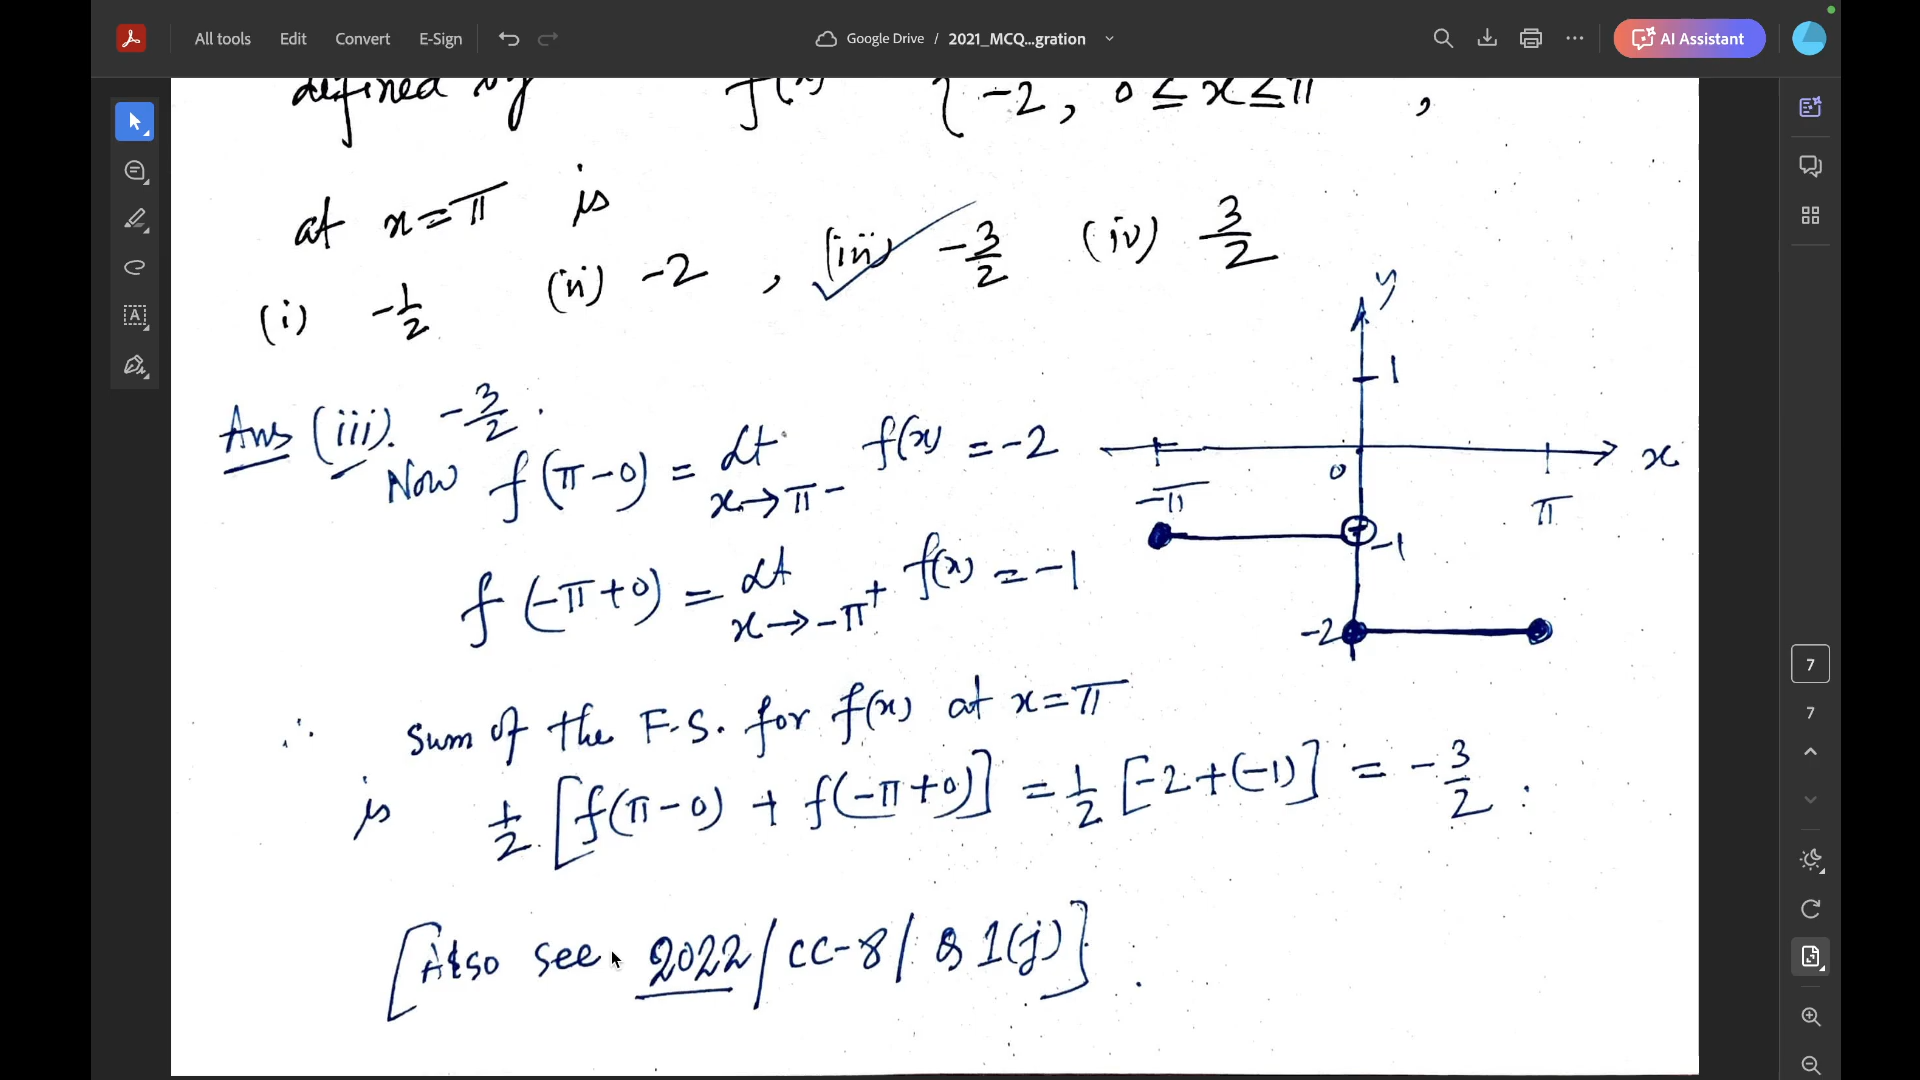 All tools Edit Convert E-Sign Google Drive / 2021_MCQ...gration AI Assistant
defined by f(x) { -2, 0 ≤ x ≤ π ,
at x=π is
(i) -1/2 (ii) -2 , (iii) -3/2 (iv) 3/2
y
1
Ans (iii). -3/2 .
Now f(π-0) = Lt x→π- f(x) = -2
0 x
-π π
-1
f(-π+0) = Lt x→-π+ f(x) = -1
-2
∴ Sum of the F.S. for f(x) at x=π
is 1/2 [f(π-0) + f(-π+0)] = 1/2 [-2+(-1)] = -3/2 .
[Also see 2022/CC-8/Q 1(j)] .
7
7